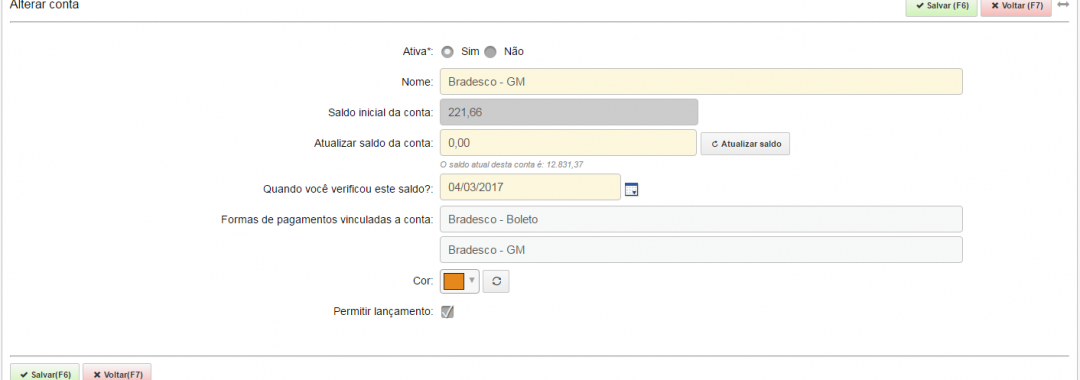 Alterar conta
Salvar (F6) Voltar (F7)
Ativa*: Sim Não
Nome: Bradesco - GM
Saldo inicial da conta: 221,66
Atualizar saldo da conta: 0,00 Atualizar saldo
O saldo atual desta conta é: 12.831,37
Quando você verificou este saldo?: 04/03/2017
Formas de pagamentos vinculadas a conta: Bradesco - Boleto
Bradesco - GM
Cor:
Permitir lançamento:
Salvar(F6) Voltar(F7)